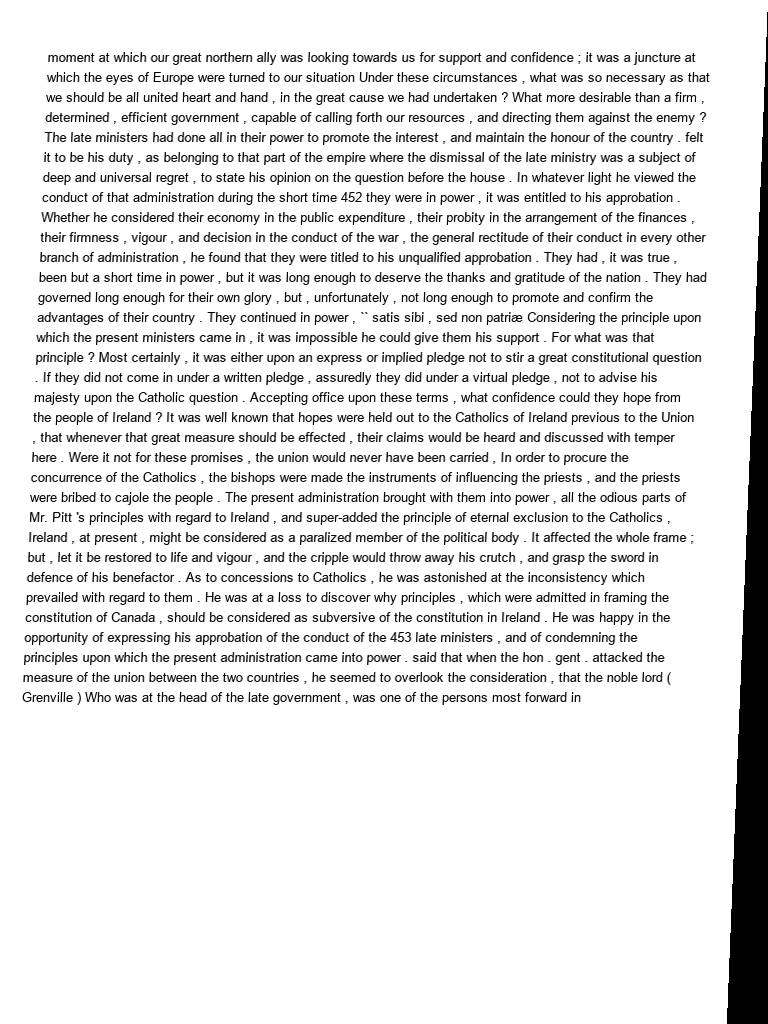 moment at which our great northern ally was looking towards us for support and confidence ; it was a juncture at
which the eyes of Europe were turned to our situation Under these circumstances , what was so necessary as that
we should be all united heart and hand , in the great cause we had undertaken ? What more desirable than a firm ,
determined , efficient government , capable of calling forth our resources , and directing them against the enemy ?
The late ministers had done all in their power to promote the interest , and maintain the honour of the country . felt
it to be his duty , as belonging to that part of the empire where the dismissal of the late ministry was a subject of
deep and universal regret , to state his opinion on the question before the house . In whatever light he viewed the
conduct of that administration during the short time 452 they were in power , it was entitled to his approbation .
Whether he considered their economy in the public expenditure , their probity in the arrangement of the finances ,
their firmness , vigour , and decision in the conduct of the war , the general rectitude of their conduct in every other
branch of administration , he found that they were titled to his unqualified approbation . They had , it was true ,
been but a short time in power , but it was long enough to deserve the thanks and gratitude of the nation . They had
governed long enough for their own glory , but , unfortunately , not long enough to promote and confirm the
advantages of their country . They continued in power , `` satis sibi , sed non patriæ Considering the principle upon
which the present ministers came in , it was impossible he could give them his support . For what was that
principle ? Most certainly , it was either upon an express or implied pledge not to stir a great constitutional question
. If they did not come in under a written pledge , assuredly they did under a virtual pledge , not to advise his
majesty upon the Catholic question . Accepting office upon these terms , what confidence could they hope from
the people of Ireland ? It was well known that hopes were held out to the Catholics of Ireland previous to the Union
, that whenever that great measure should be effected , their claims would be heard and discussed with temper
here . Were it not for these promises , the union would never have been carried , In order to procure the
concurrence of the Catholics , the bishops were made the instruments of influencing the priests , and the priests
were bribed to cajole the people . The present administration brought with them into power , all the odious parts of
Mr. Pitt 's principles with regard to Ireland , and super-added the principle of eternal exclusion to the Catholics ,
Ireland , at present , might be considered as a paralized member of the political body . It affected the whole frame ;
but , let it be restored to life and vigour , and the cripple would throw away his crutch , and grasp the sword in
defence of his benefactor . As to concessions to Catholics , he was astonished at the inconsistency which
prevailed with regard to them . He was at a loss to discover why principles , which were admitted in framing the
constitution of Canada , should be considered as subversive of the constitution in Ireland . He was happy in the
opportunity of expressing his approbation of the conduct of the 453 late ministers , and of condemning the
principles upon which the present administration came into power . said that when the hon . gent . attacked the
measure of the union between the two countries , he seemed to overlook the consideration , that the noble lord (
Grenville ) Who was at the head of the late government , was one of the persons most forward in